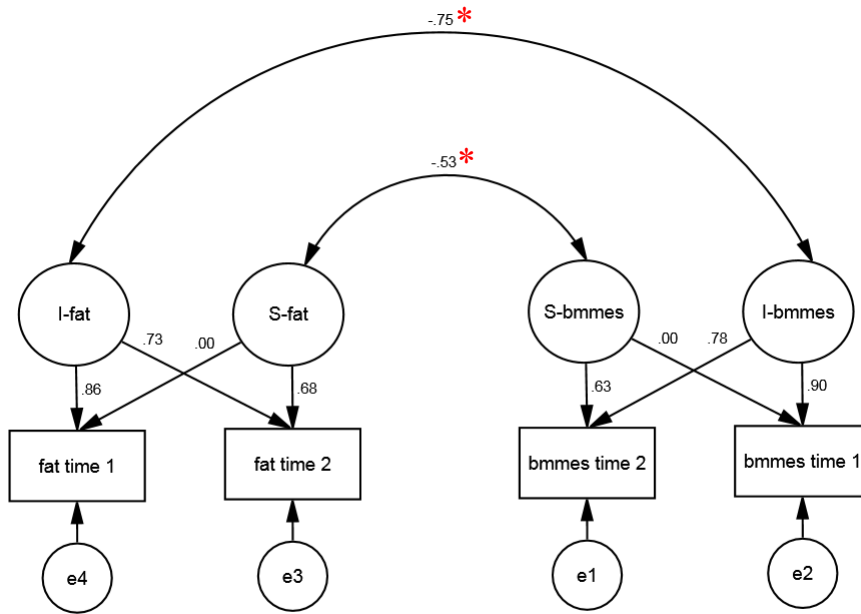 -.75*
-.53*
I-fat
S-fat
S-bmmes
I-bmmes
.73
.00
.00
.78
.86
.68
.63
.90
fat time 1
fat time 2
bmmes time 2
bmmes time 1
e4
e3
e1
e2